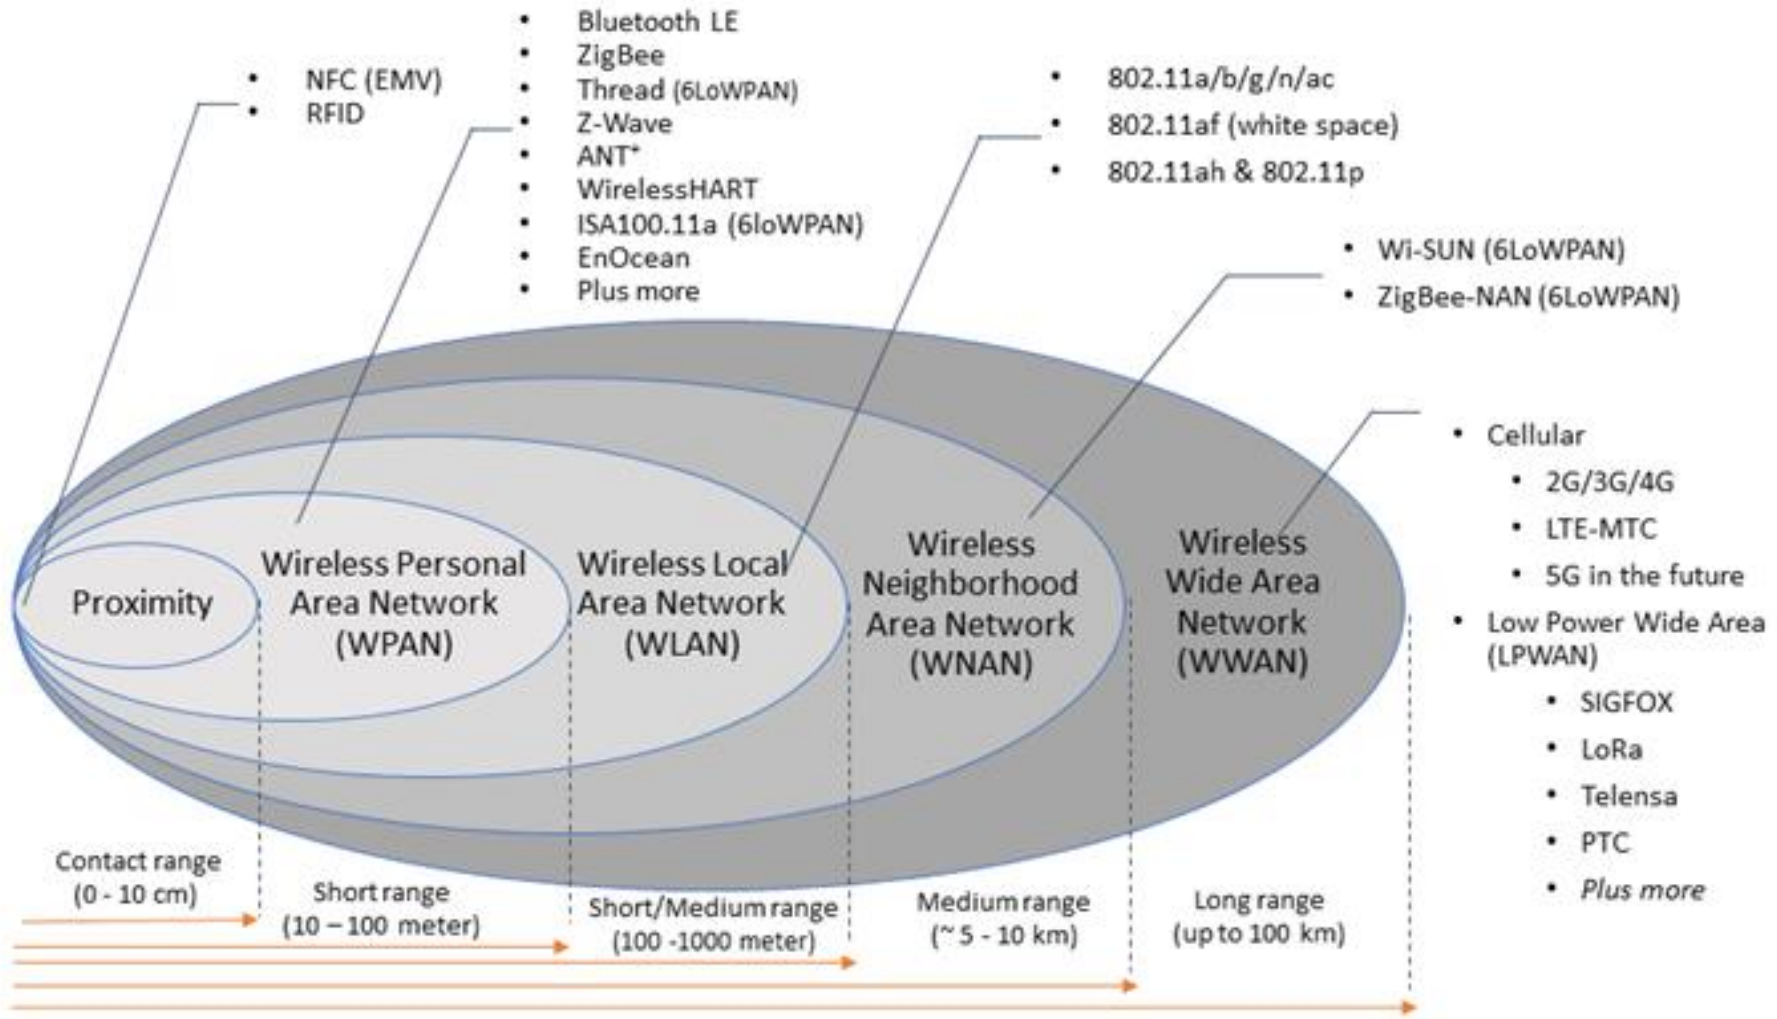 • NFC (EMV)
• RFID
• Bluetooth LE
• ZigBee
• Thread (6LoWPAN)
• Z-Wave
• ANT+
• WirelessHART
• ISA100.11a (6loWPAN)
• EnOcean
• Plus more
• 802.11a/b/g/n/ac
• 802.11af (white space)
• 802.11ah & 802.11p
• Wi-SUN (6LoWPAN)
• ZigBee-NAN (6LoWPAN)
• Cellular
• 2G/3G/4G
• LTE-MTC
• 5G in the future
• Low Power Wide Area
(LPWAN)
• SIGFOX
• LoRa
• Telensa
• PTC
• Plus more
Proximity
Wireless Personal
Area Network
(WPAN)
Wireless Local
Area Network
(WLAN)
Wireless
Neighborhood
Area Network
(WNAN)
Wireless
Wide Area
Network
(WWAN)
Contact range
(0 - 10 cm)
Short range
(10 – 100 meter)
Short/Medium range
(100 -1000 meter)
Medium range
(~ 5 - 10 km)
Long range
(up to 100 km)